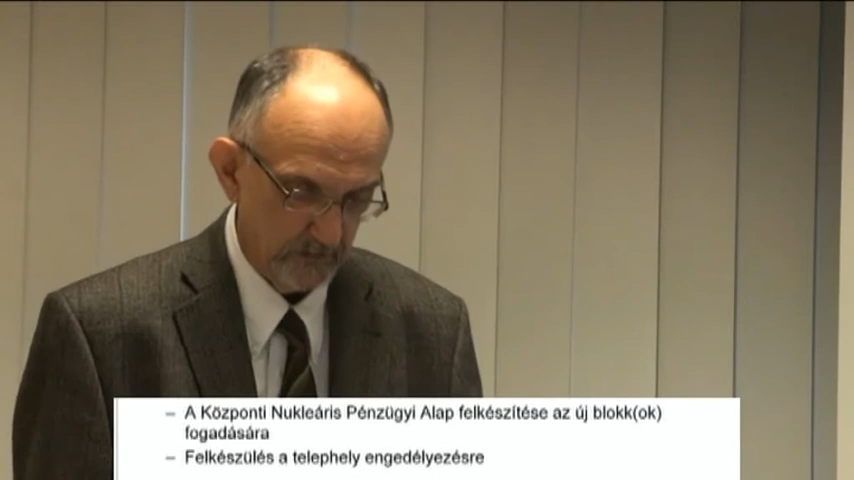 – A Központi Nukleáris Pénzügyi Alap felkészítése az új blokk(ok)
fogadására
– Felkészülés a telephely engedélyezésre